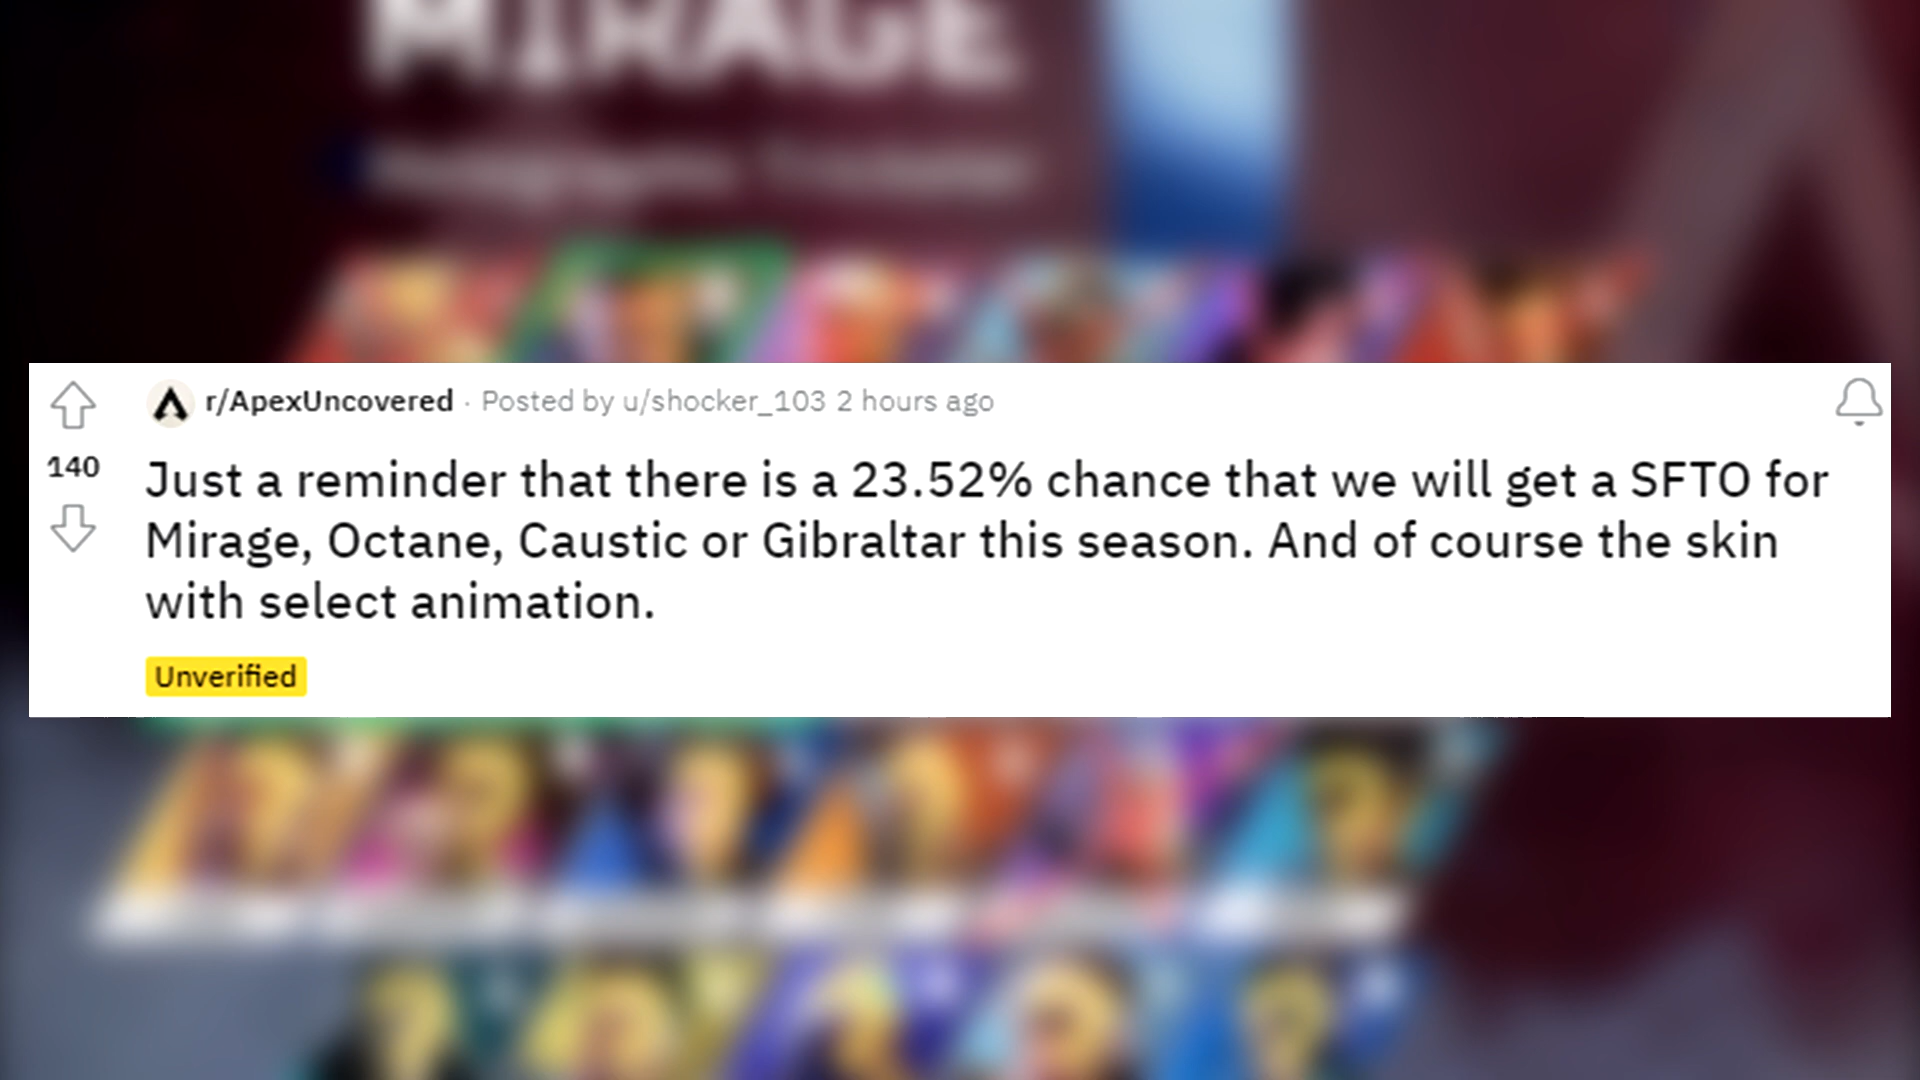 MIRAGE
r/ApexUncovered · Posted by u/shocker_103 2 hours ago
140
Just a reminder that there is a 23.52% chance that we will get a SFTO for
Mirage, Octane, Caustic or Gibraltar this season. And of course the skin
with select animation.
Unverified